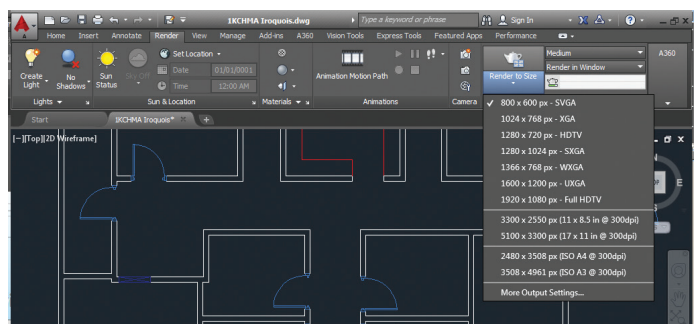 1KCHMA Iroquois.dwg
Type a keyword or phrase
Sign In
Home Insert Annotate Render View Manage Add-ins A360 Vision Tools Express Tools Featured Apps Performance
Create Light
No Shadows
Sun Status
Sky Off
Set Location
Date 01/01/0001
Time 12:00 AM
Animation Motion Path
Render to Size
Medium
Render in Window
A360
Lights
Sun & Location
Materials
Animations
Camera
Start
1KCHMA Iroquois*
[−][Top][2D Wireframe]
800 x 600 px - SVGA
1024 x 768 px - XGA
1280 x 720 px - HDTV
1280 x 1024 px - SXGA
1366 x 768 px - WXGA
1600 x 1200 px - UXGA
1920 x 1080 px - Full HDTV
3300 x 2550 px (11 x 8.5 in @ 300dpi)
5100 x 3300 px (17 x 11 in @ 300dpi)
2480 x 3508 px (ISO A4 @ 300dpi)
3508 x 4961 px (ISO A3 @ 300dpi)
More Output Settings...
N
E
S